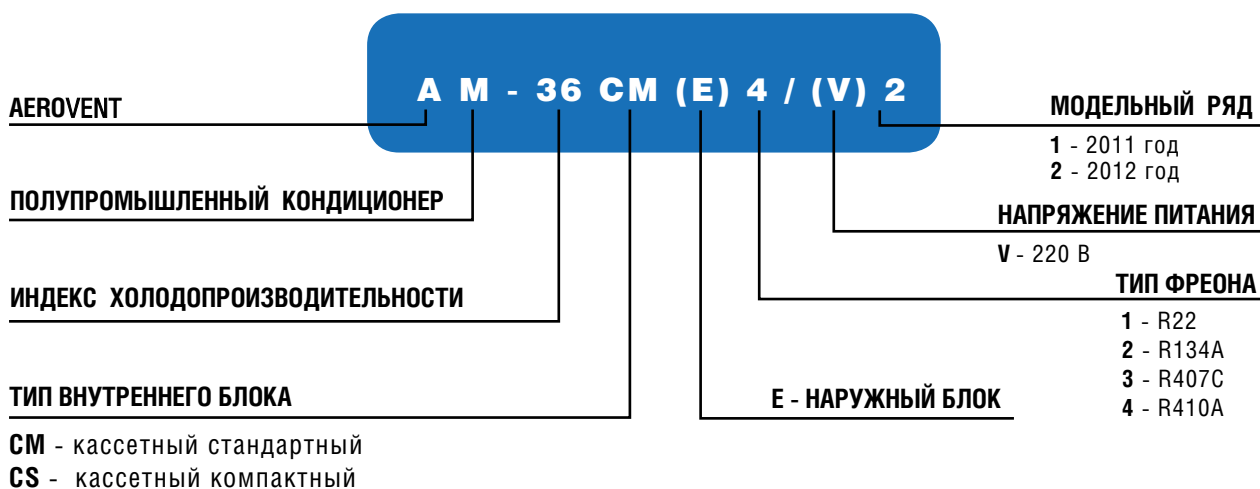 A M - 36 CM (E) 4 / (V) 2
AEROVENT
МОДЕЛЬНЫЙ РЯД
1 - 2011 год
2 - 2012 год
ПОЛУПРОМЫШЛЕННЫЙ КОНДИЦИОНЕР
НАПРЯЖЕНИЕ ПИТАНИЯ
V - 220 В
ИНДЕКС ХОЛОДОПРОИЗВОДИТЕЛЬНОСТИ
ТИП ФРЕОНА
1 - R22
2 - R134A
3 - R407C
4 - R410A
ТИП ВНУТРЕННЕГО БЛОКА
E - НАРУЖНЫЙ БЛОК
CM - кассетный стандартный
CS - кассетный компактный